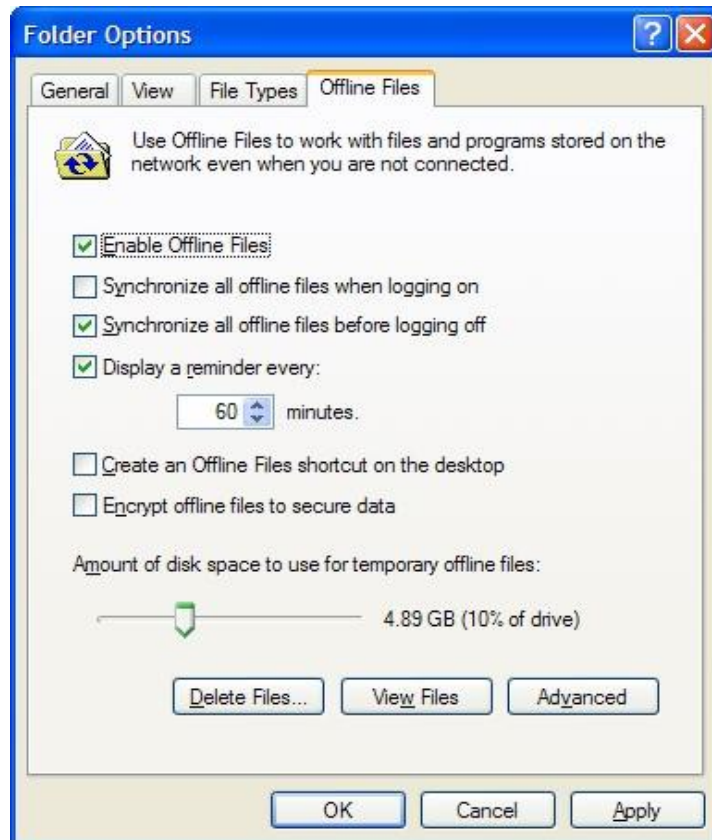 Folder Options
?
General View File Types Offline Files
Use Offline Files to work with files and programs stored on the
network even when you are not connected.
Enable Offline Files
Synchronize all offline files when logging on
Synchronize all offline files before logging off
Display a reminder every:
60 minutes.
Create an Offline Files shortcut on the desktop
Encrypt offline files to secure data
Amount of disk space to use for temporary offline files:
4.89 GB (10% of drive)
Delete Files... View Files Advanced
OK Cancel Apply